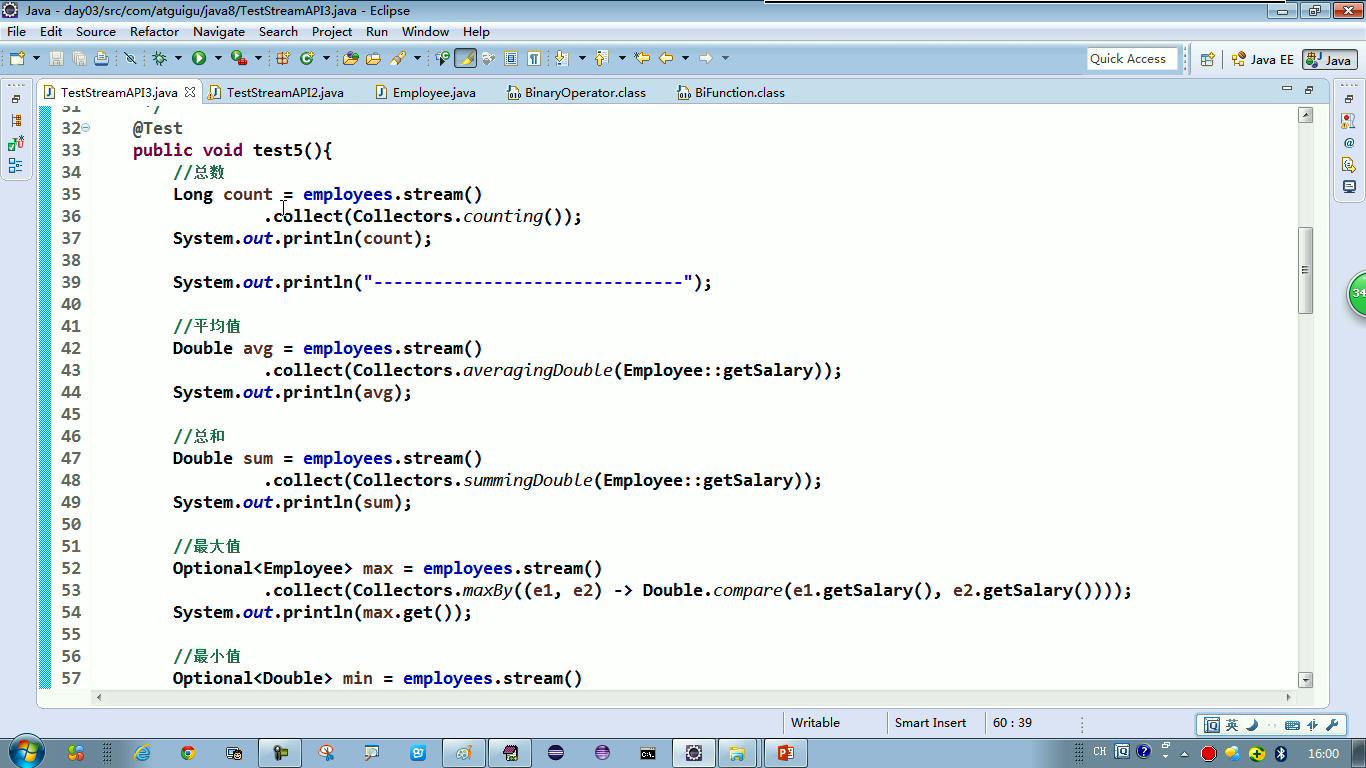 Java - day03/src/com/atguigu/java8/TestStreamAPI3.java - Eclipse
File Edit Source Refactor Navigate Search Project Run Window Help
Quick Access Java EE Java
TestStreamAPI3.java TestStreamAPI2.java Employee.java BinaryOperator.class BiFunction.class
31 */
32 @Test
33 public void test5(){
34 //总数
35 Long count = employees.stream()
36 .collect(Collectors.counting());
37 System.out.println(count);
38
39 System.out.println("-------------------------------");
40
41 //平均值
42 Double avg = employees.stream()
43 .collect(Collectors.averagingDouble(Employee::getSalary));
44 System.out.println(avg);
45
46 //总和
47 Double sum = employees.stream()
48 .collect(Collectors.summingDouble(Employee::getSalary));
49 System.out.println(sum);
50
51 //最大值
52 Optional<Employee> max = employees.stream()
53 .collect(Collectors.maxBy((e1, e2) -> Double.compare(e1.getSalary(), e2.getSalary())));
54 System.out.println(max.get());
55
56 //最小值
57 Optional<Double> min = employees.stream()
34
Writable Smart Insert 60 : 39
英
CH 16:00